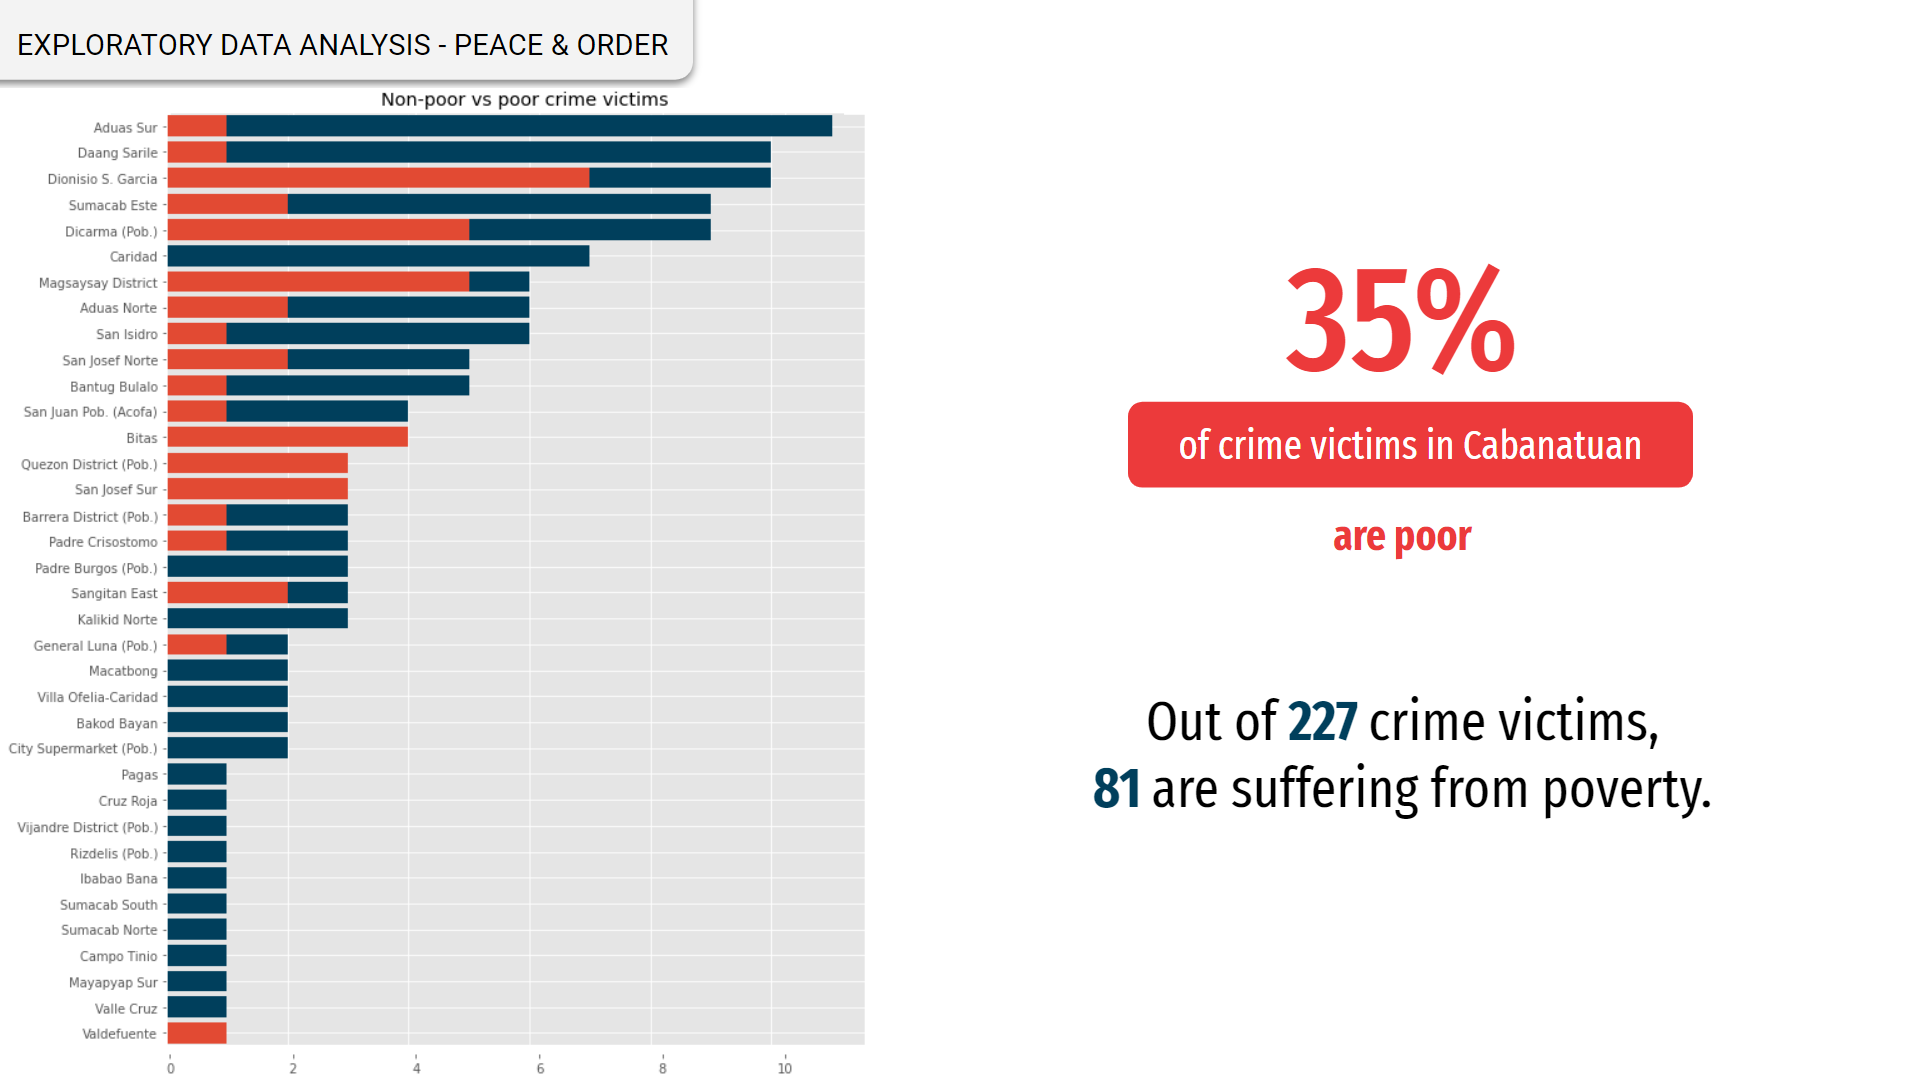 EXPLORATORY DATA ANALYSIS - PEACE & ORDER
Non-poor vs poor crime victims
Aduas Sur
Daang Sarile
Dionisio S. Garcia
Sumacab Este
Dicarma (Pob.)
Caridad
Magsaysay District
Aduas Norte
San Isidro
San Josef Norte
Bantug Bulalo
San Juan Pob. (Acofa)
Bitas
Quezon District (Pob.)
San Josef Sur
Barrera District (Pob.)
Padre Crisostomo
Padre Burgos (Pob.)
Sangitan East
Kalikid Norte
General Luna (Pob.)
Macatbong
Villa Ofelia-Caridad
Bakod Bayan
City Supermarket (Pob.)
Pagas
Cruz Roja
Vijandre District (Pob.)
Rizdelis (Pob.)
Ibabao Bana
Sumacab South
Sumacab Norte
Campo Tinio
Mayapyap Sur
Valle Cruz
Valdefuente
0 2 4 6 8 10
35%
of crime victims in Cabanatuan
are poor
Out of 227 crime victims,
81 are suffering from poverty.